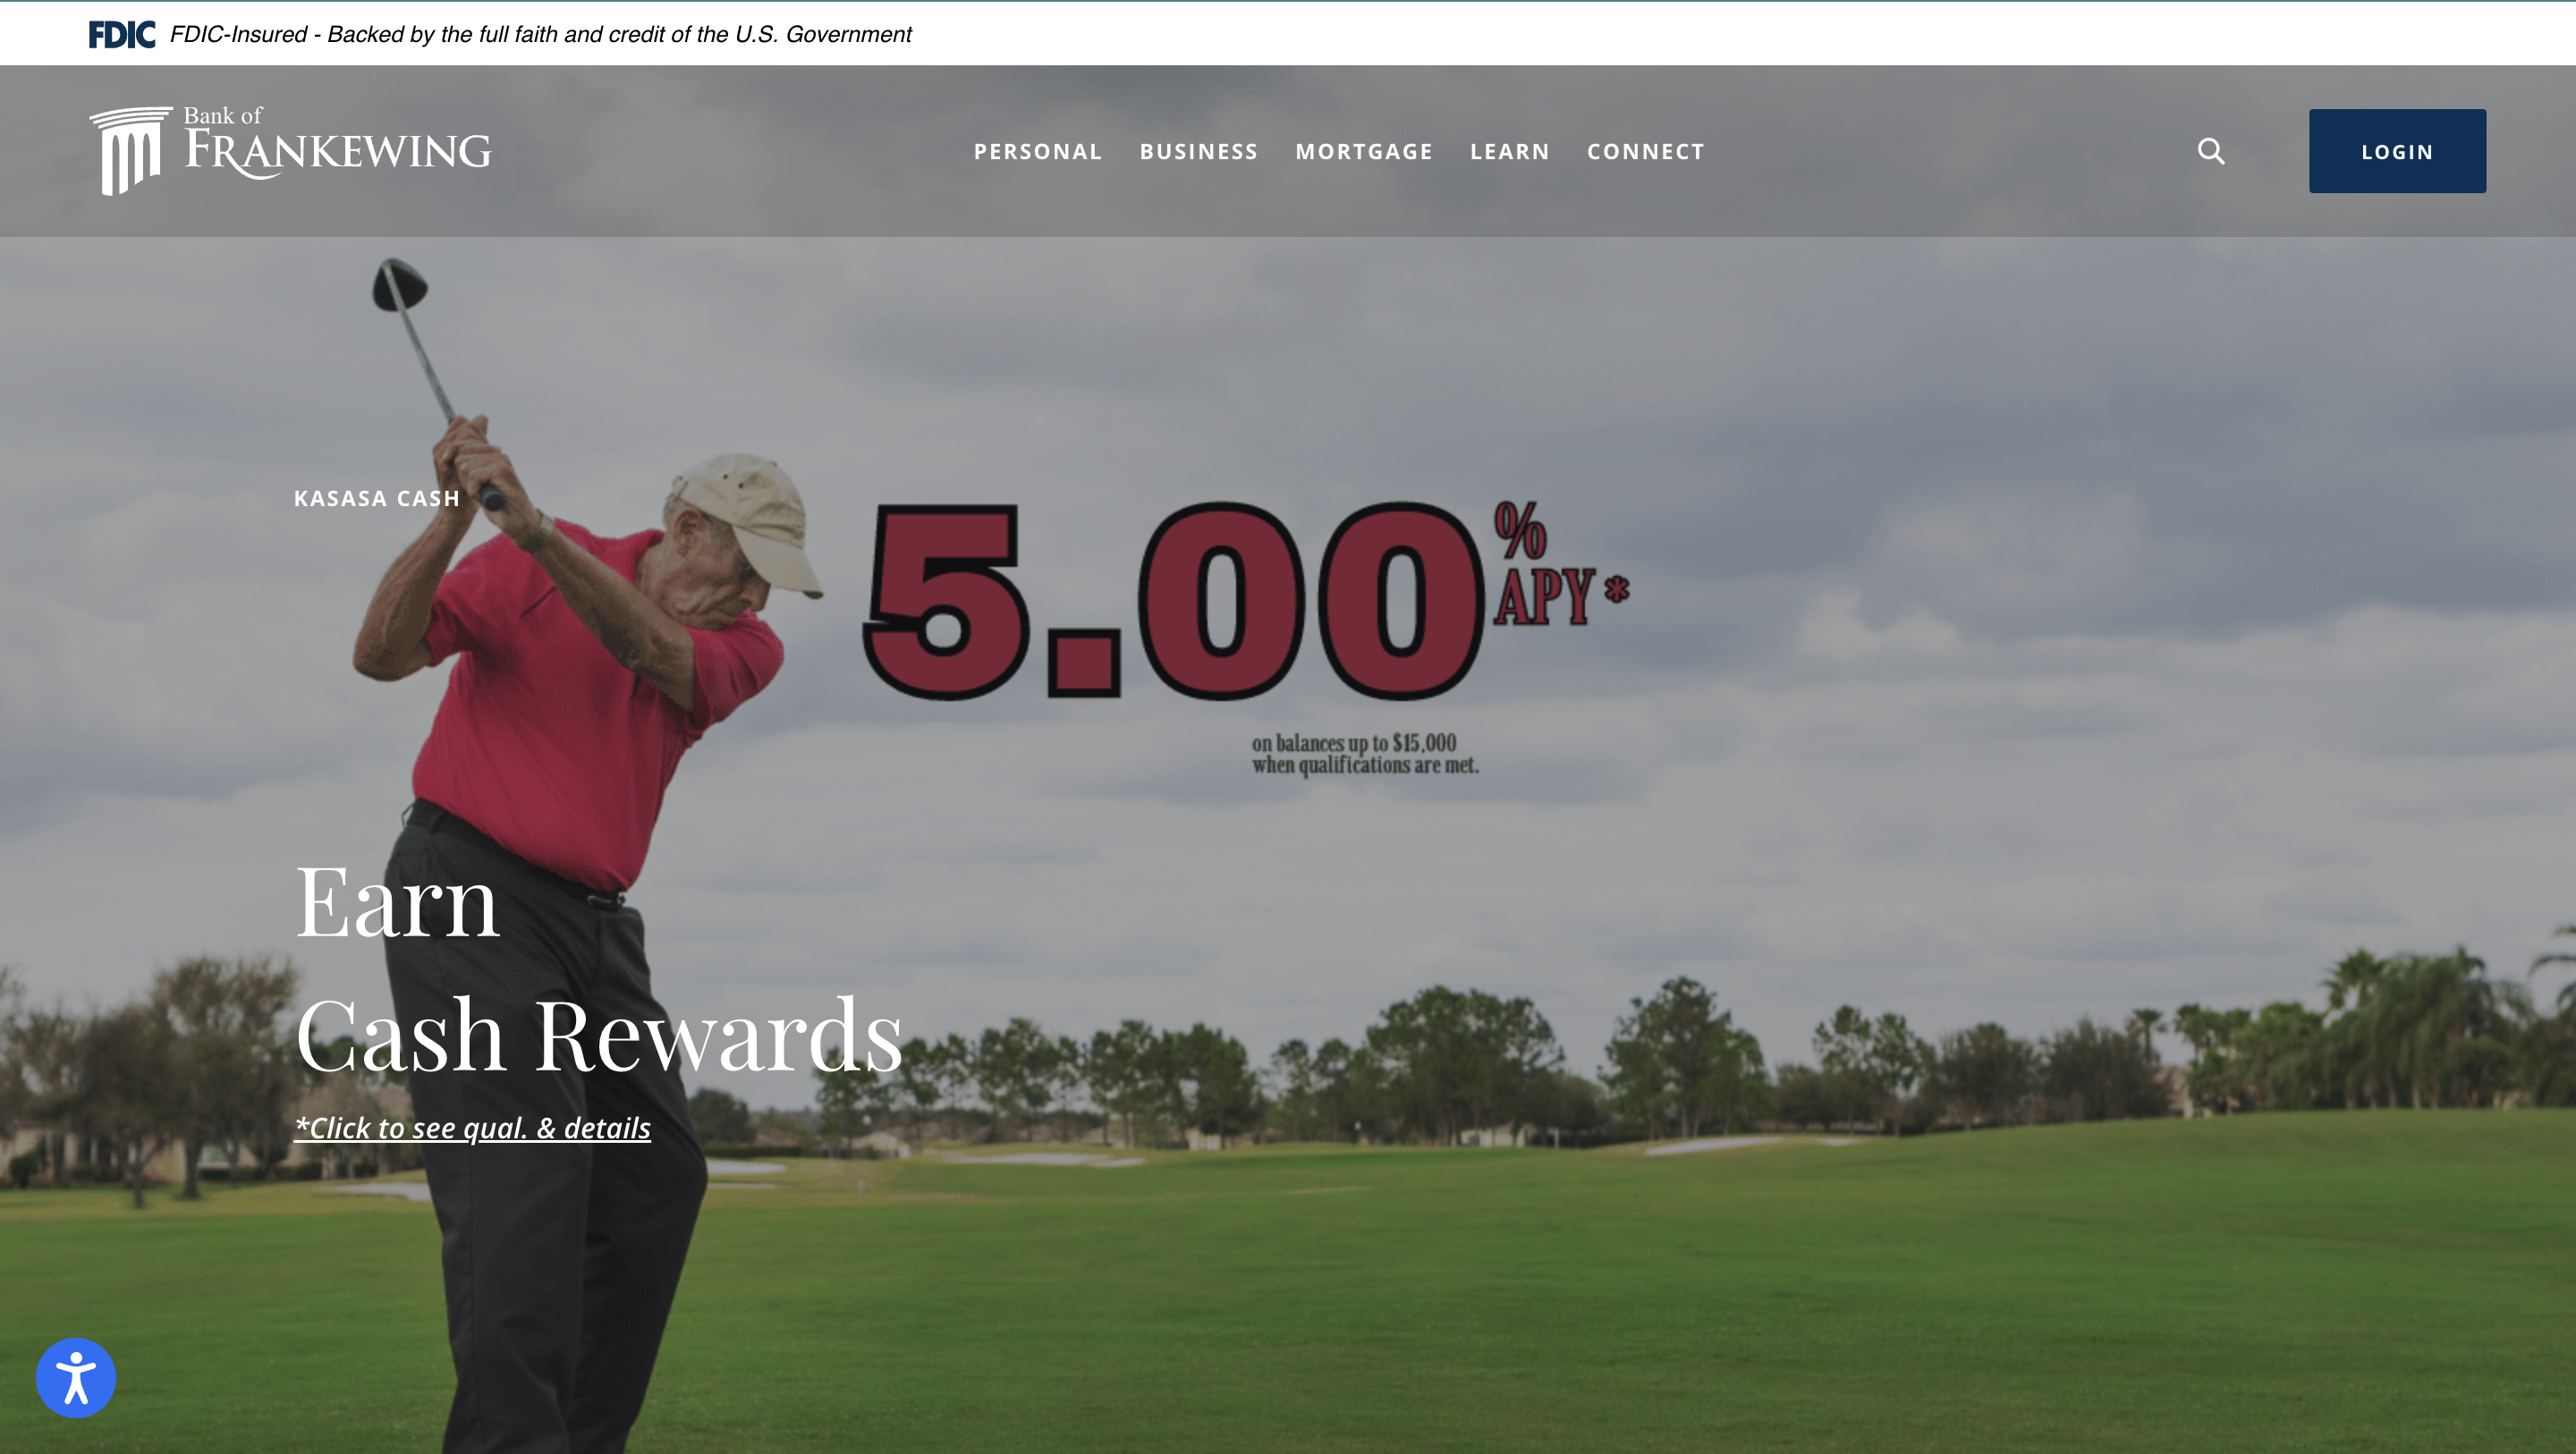 FDIC FDIC-Insured - Backed by the full faith and credit of the U.S. Government
Bank of
FRANKEWING
PERSONAL BUSINESS MORTGAGE LEARN CONNECT
LOGIN
KASASA CASH
5.00% APY*
on balances up to $15,000
when qualifications are met.
Earn
Cash Rewards
*Click to see qual. & details